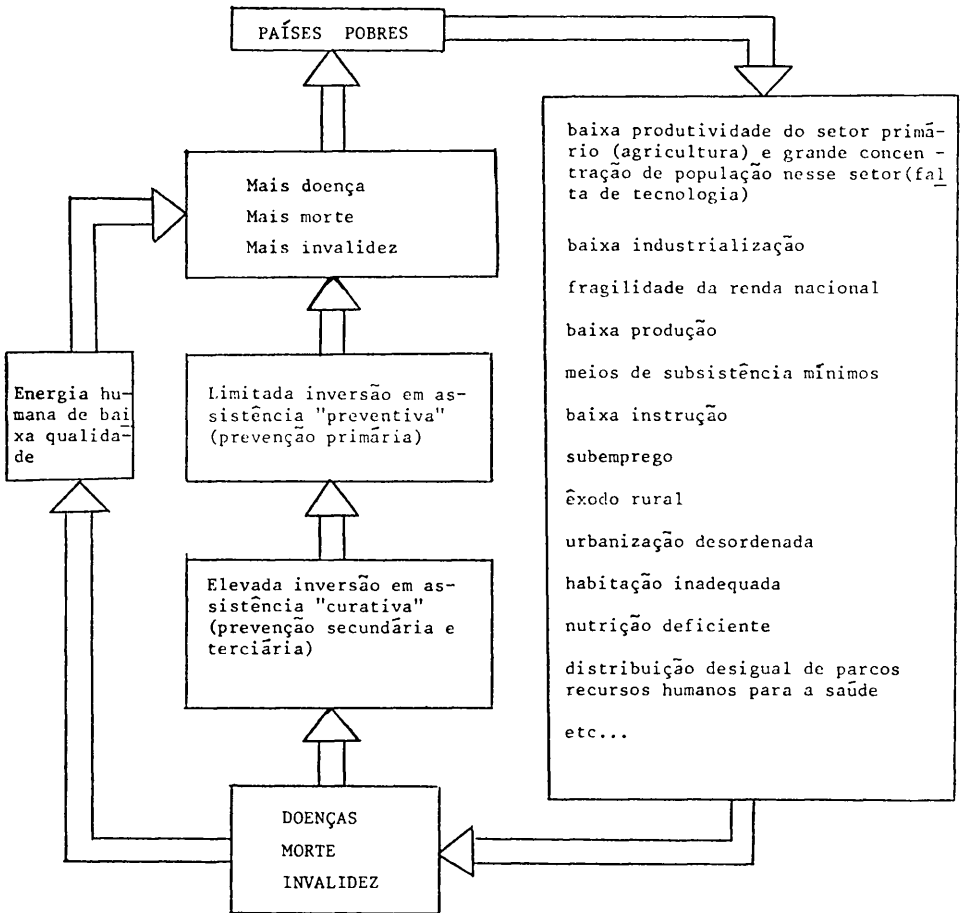 PAÍSES POBRES
baixa produtividade do setor primá-
rio (agricultura) e grande concen -
tração de população nesse setor(fal
ta de tecnologia)
baixa industrialização
fragilidade da renda nacional
baixa produção
meios de subsistência mínimos
baixa instrução
subemprego
êxodo rural
urbanização desordenada
habitação inadequada
nutrição deficiente
distribuição desigual de parcos
recursos humanos para a saúde
etc...
DOENÇAS
MORTE
INVALIDEZ
Elevada inversão em as-
sistência "curativa"
(prevenção secundária e
terciária)
Limitada inversão em as-
sistência "preventiva"
(prevenção primária)
Energia hu-
mana de bai
xa qualida-
de
Mais doença
Mais morte
Mais invalidez